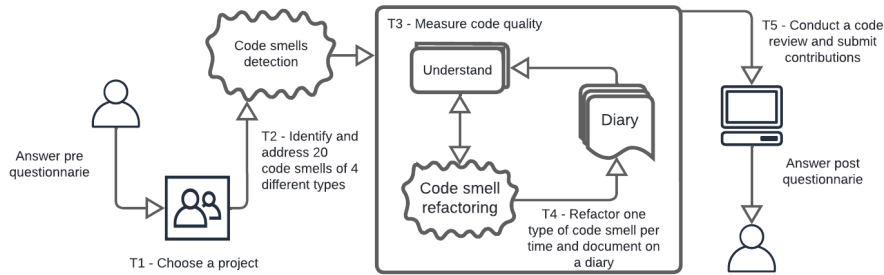 Answer pre
questionnarie
T1 - Choose a project
Code smells
detection
T2 - Identify and
address 20
code smells of 4
different types
T3 - Measure code quality
Understand
Code smell
refactoring
Diary
T4 - Refactor one
type of code smell per
time and document on
a diary
T5 - Conduct a code
review and submit
contributions
Answer post
questionnarie